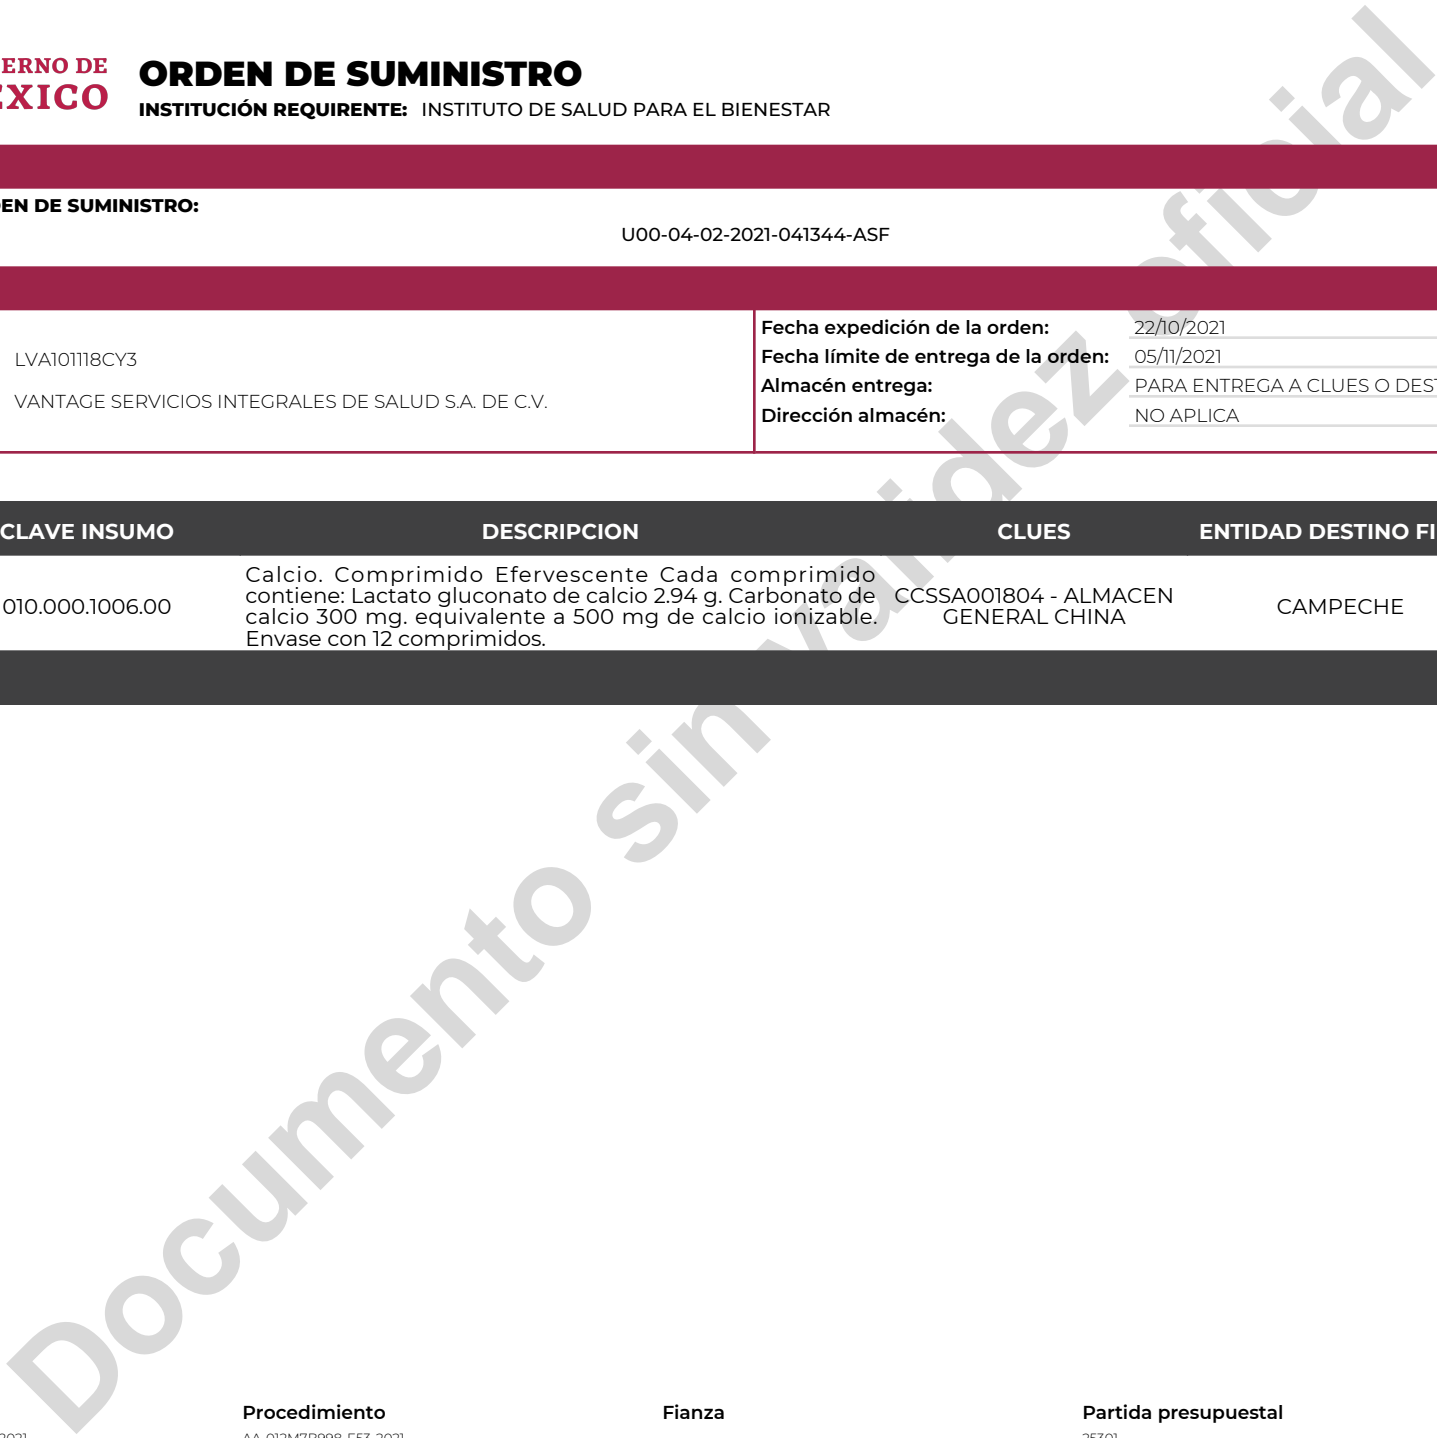 ERNO DE
ÉXICO
ORDEN DE SUMINISTRO
INSTITUCIÓN REQUIRENTE: INSTITUTO DE SALUD PARA EL BIENESTAR
EN DE SUMINISTRO:
U00-04-02-2021-041344-ASF
LVA101118CY3
VANTAGE SERVICIOS INTEGRALES DE SALUD S.A. DE C.V.
Fecha expedición de la orden: 22/10/2021
Fecha límite de entrega de la orden: 05/11/2021
Almacén entrega: PARA ENTREGA A CLUES O DEST
Dirección almacén: NO APLICA
CLAVE INSUMO DESCRIPCION CLUES ENTIDAD DESTINO FI
010.000.1006.00
Calcio. Comprimido Efervescente Cada comprimido
contiene: Lactato gluconato de calcio 2.94 g. Carbonato de
calcio 300 mg. equivalente a 500 mg de calcio ionizable.
Envase con 12 comprimidos.
CCSSA001804 - ALMACEN
GENERAL CHINA
CAMPECHE
Documento sin validez oficial
Procedimiento Fianza Partida presupuestal